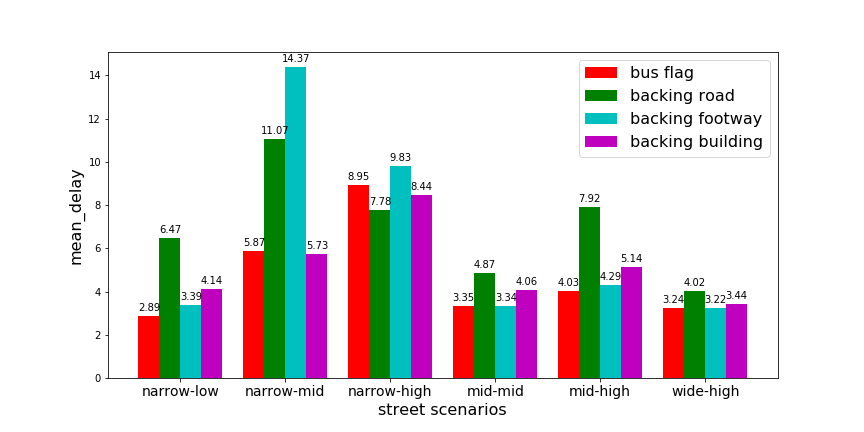 bus flag
backing road
backing footway
backing building
mean_delay
14
12
10
8
6
4
2
0
2.89
6.47
3.39
4.14
5.87
11.07
14.37
5.73
8.95
7.78
9.83
8.44
3.35
4.87
3.34
4.06
4.03
7.92
4.29
5.14
3.24
4.02
3.22
3.44
narrow-low
narrow-mid
narrow-high
mid-mid
mid-high
wide-high
street scenarios